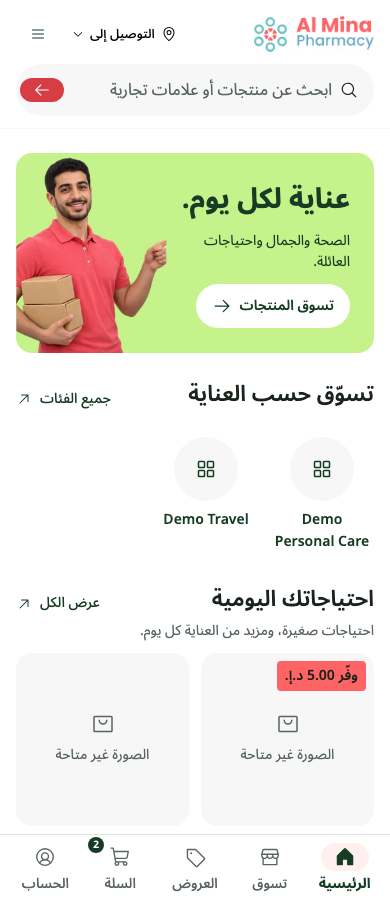 Al Mina
Pharmacy
التوصيل إلى
ابحث عن منتجات أو علامات تجارية
عناية لكل يوم.
الصحة والجمال واحتياجات
العائلة.
تسوق المنتجات
تسوّق حسب العناية
جميع الفئات
Demo
Personal Care
Demo Travel
احتياجاتك اليومية
عرض الكل
احتياجات صغيرة، ومزيد من العناية كل يوم.
وفّر 5.00 د.إ.
الصورة غير متاحة
الصورة غير متاحة
الرئيسية
تسوق
العروض
2
السلة
الحساب